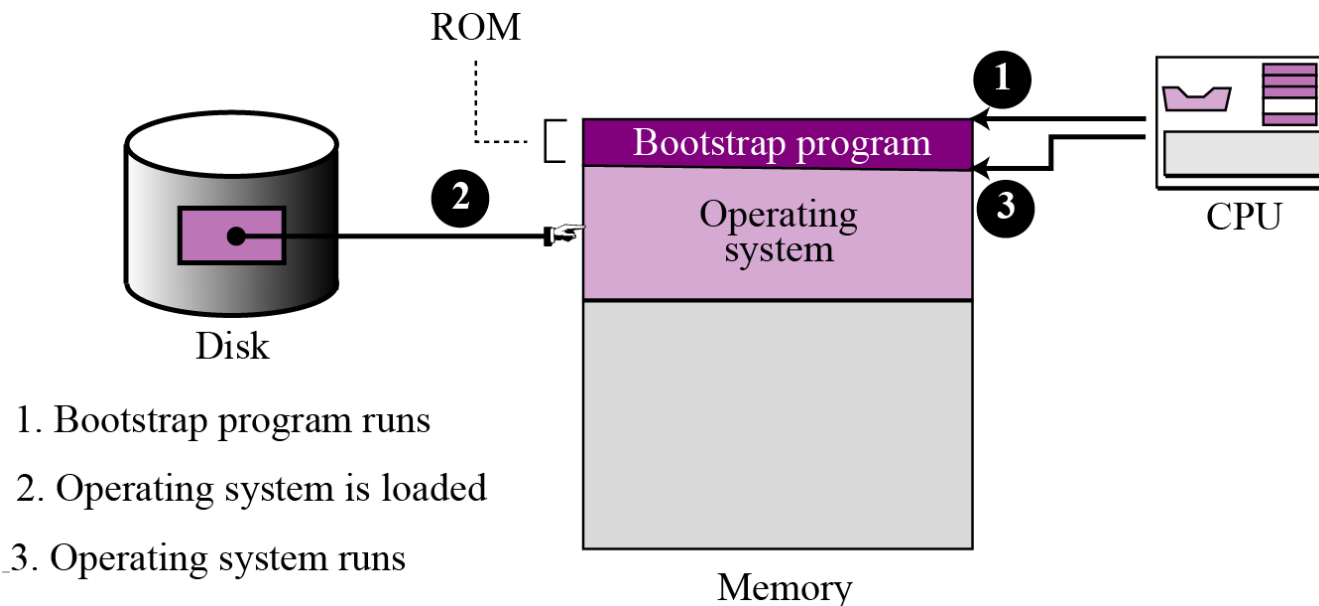 ROM
1
Bootstrap program
2
3
Operating
system
CPU
Disk
1. Bootstrap program runs
2. Operating system is loaded
3. Operating system runs
Memory